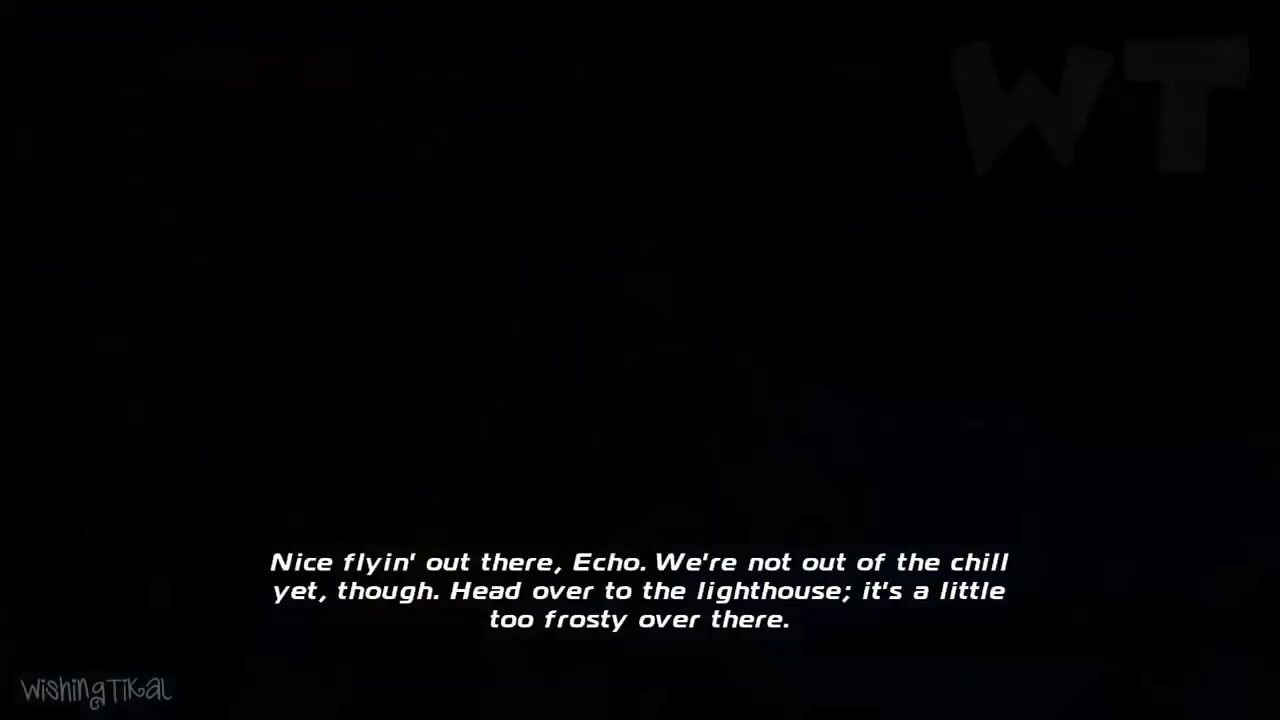 WT
Nice flyin' out there, Echo. We're not out of the chill
yet, though. Head over to the lighthouse; it's a little
too frosty over there.
WishingTikal